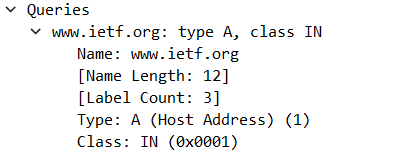 Queries
www.ietf.org: type A, class IN
Name: www.ietf.org
[Name Length: 12]
[Label Count: 3]
Type: A (Host Address) (1)
Class: IN (0x0001)